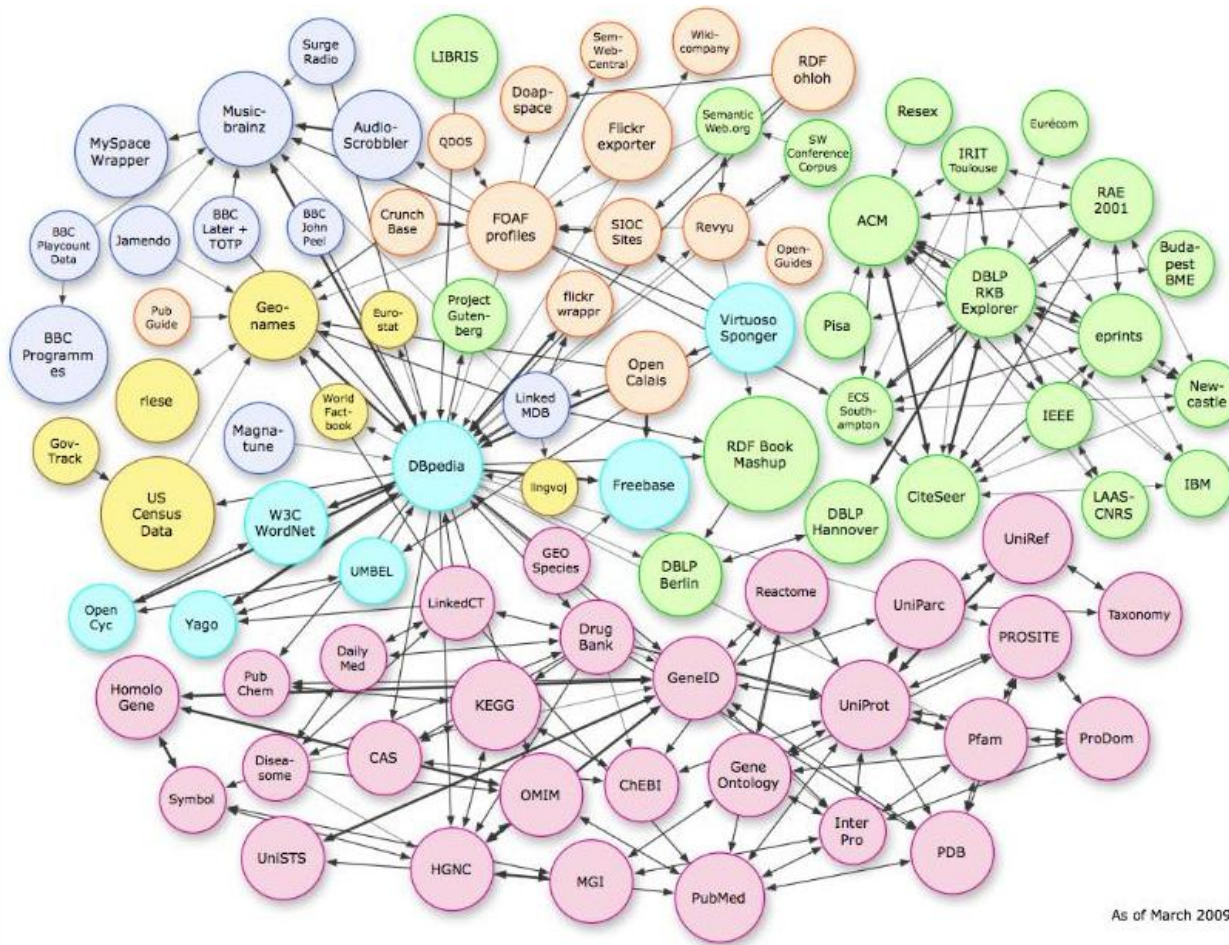 Surge
Radio
LIBRIS
Sem-
Web-
Central
Wiki-
company
RDF
ohloh
Music-
brainz
Doap-
space
MySpace
Wrapper
Audio-
Scrobbler
QDOS
Flickr
exporter
Semantic
Web.org
SW
Conference
Corpus
Resex
Eurécom
IRIT
Toulouse
RAE
2001
ACM
BBC
Playcount
Data
Jamendo
BBC
Later +
TOTP
BBC
John
Peel
Crunch
Base
FOAF
profiles
SIOC
Sites
Revyu
Open-
Guides
DBLP
RKB
Explorer
Buda-
pest
BME
Pub
Guide
Geo-
names
Euro-
stat
Project
Guten-
berg
flickr
wrappr
Virtuoso
Sponger
Pisa
eprints
BBC
Programm
es
riese
World
Fact-
book
Linked
MDB
Open
Calais
ECS
South-
ampton
IEEE
New-
castle
Gov-
Track
Magna-
tune
DBpedia
RDF Book
Mashup
US
Census
Data
W3C
WordNet
lingvoj
Freebase
CiteSeer
LAAS-
CNRS
IBM
DBLP
Hannover
UniRef
UMBEL
GEO
Species
DBLP
Berlin
Reactome
UniParc
Taxonomy
Open
Cyc
Yago
LinkedCT
Drug
Bank
PROSITE
Daily
Med
Homolo
Gene
Pub
Chem
KEGG
GeneID
UniProt
Pfam
ProDom
Disea-
some
CAS
ChEBI
Gene
Ontology
Symbol
OMIM
Inter
Pro
UniSTS
HGNC
MGI
PubMed
PDB
As of March 2009